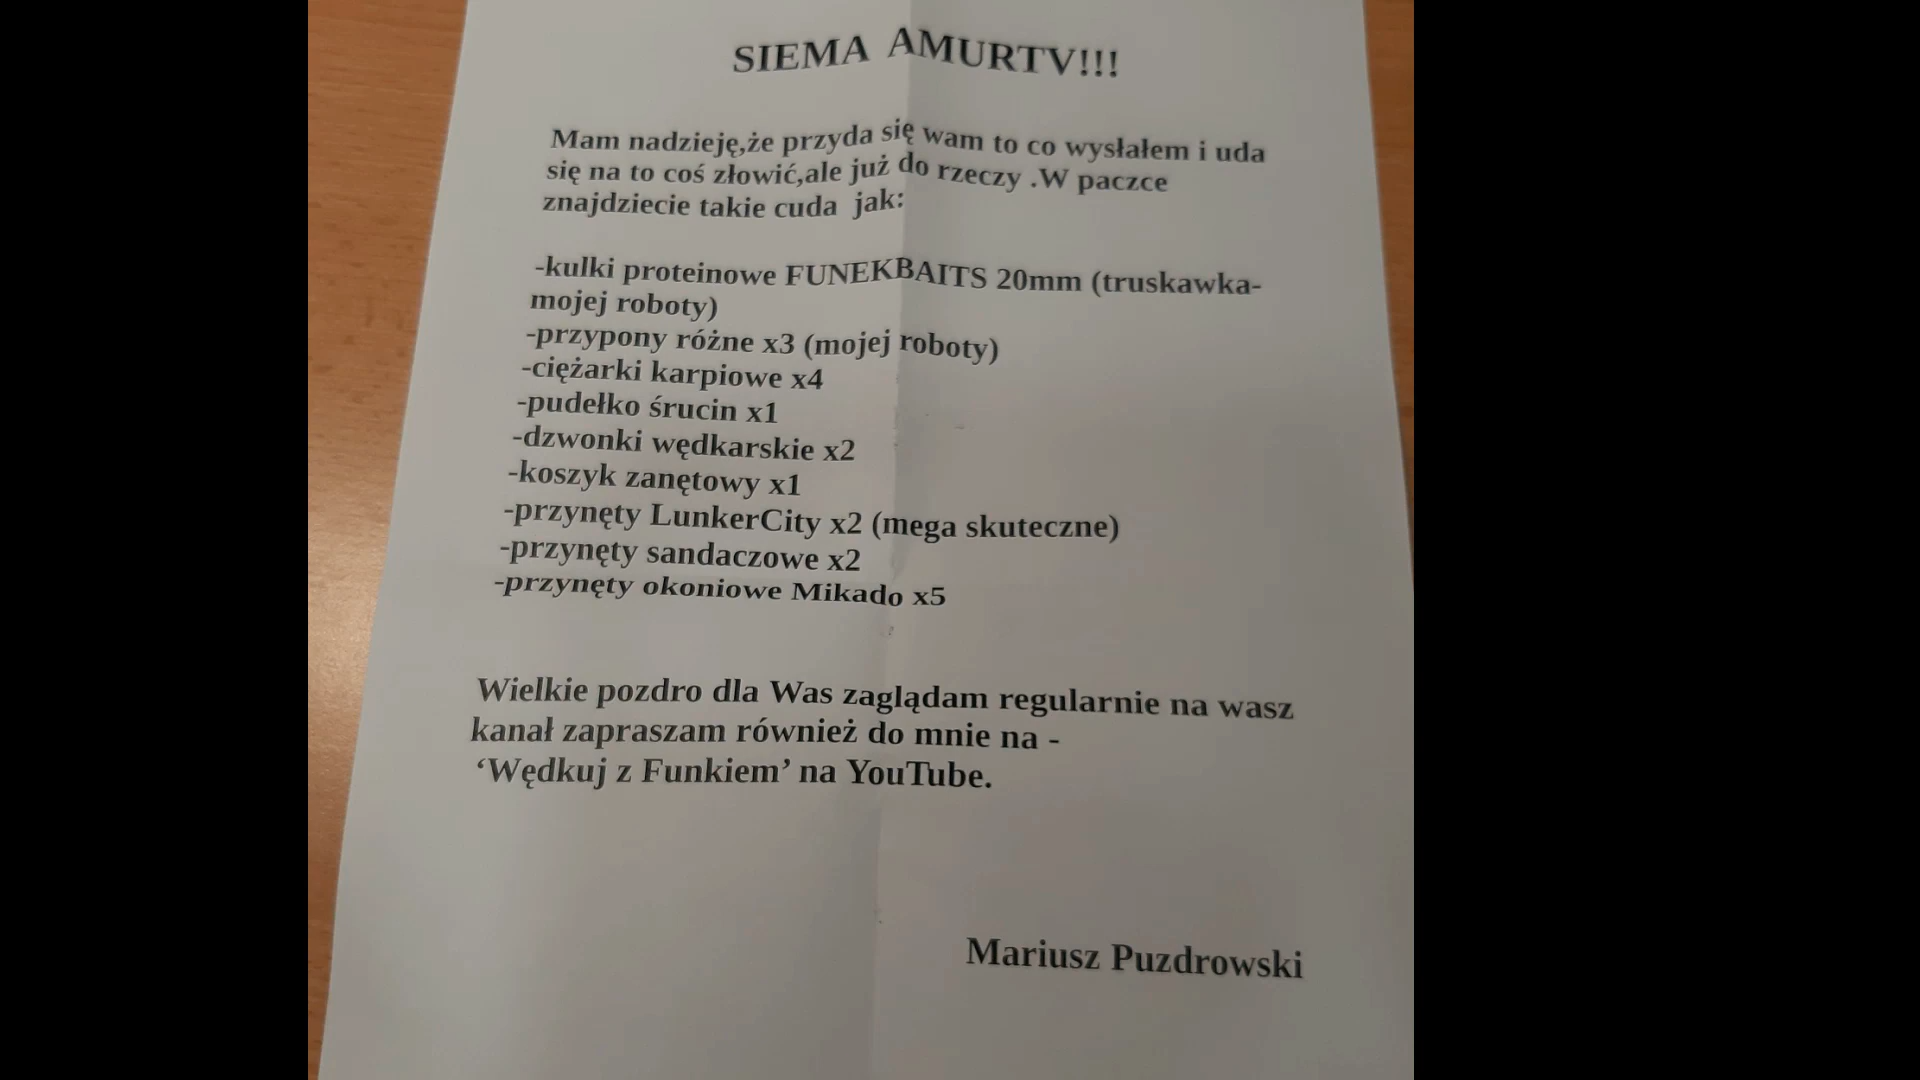 SIEMA AMURTV!!!
Mam nadzieję,że przyda się wam to co wysłałem i uda
się na to coś złowić,ale już do rzeczy .W paczce
znajdziecie takie cuda jak:
-kulki proteinowe FUNEKBAITS 20mm (truskawka-
mojej roboty)
-przypony różne x3 (mojej roboty)
-ciężarki karpiowe x4
-pudełko śrucin x1
-dzwonki wędkarskie x2
-koszyk zanętowy x1
-przynęty LunkerCity x2 (mega skuteczne)
-przynęty sandaczowe x2
-przynęty okoniowe Mikado x5
Wielkie pozdro dla Was zaglądam regularnie na wasz
kanał zapraszam również do mnie na -
‘Wędkuj z Funkiem’ na YouTube.
Mariusz Puzdrowski